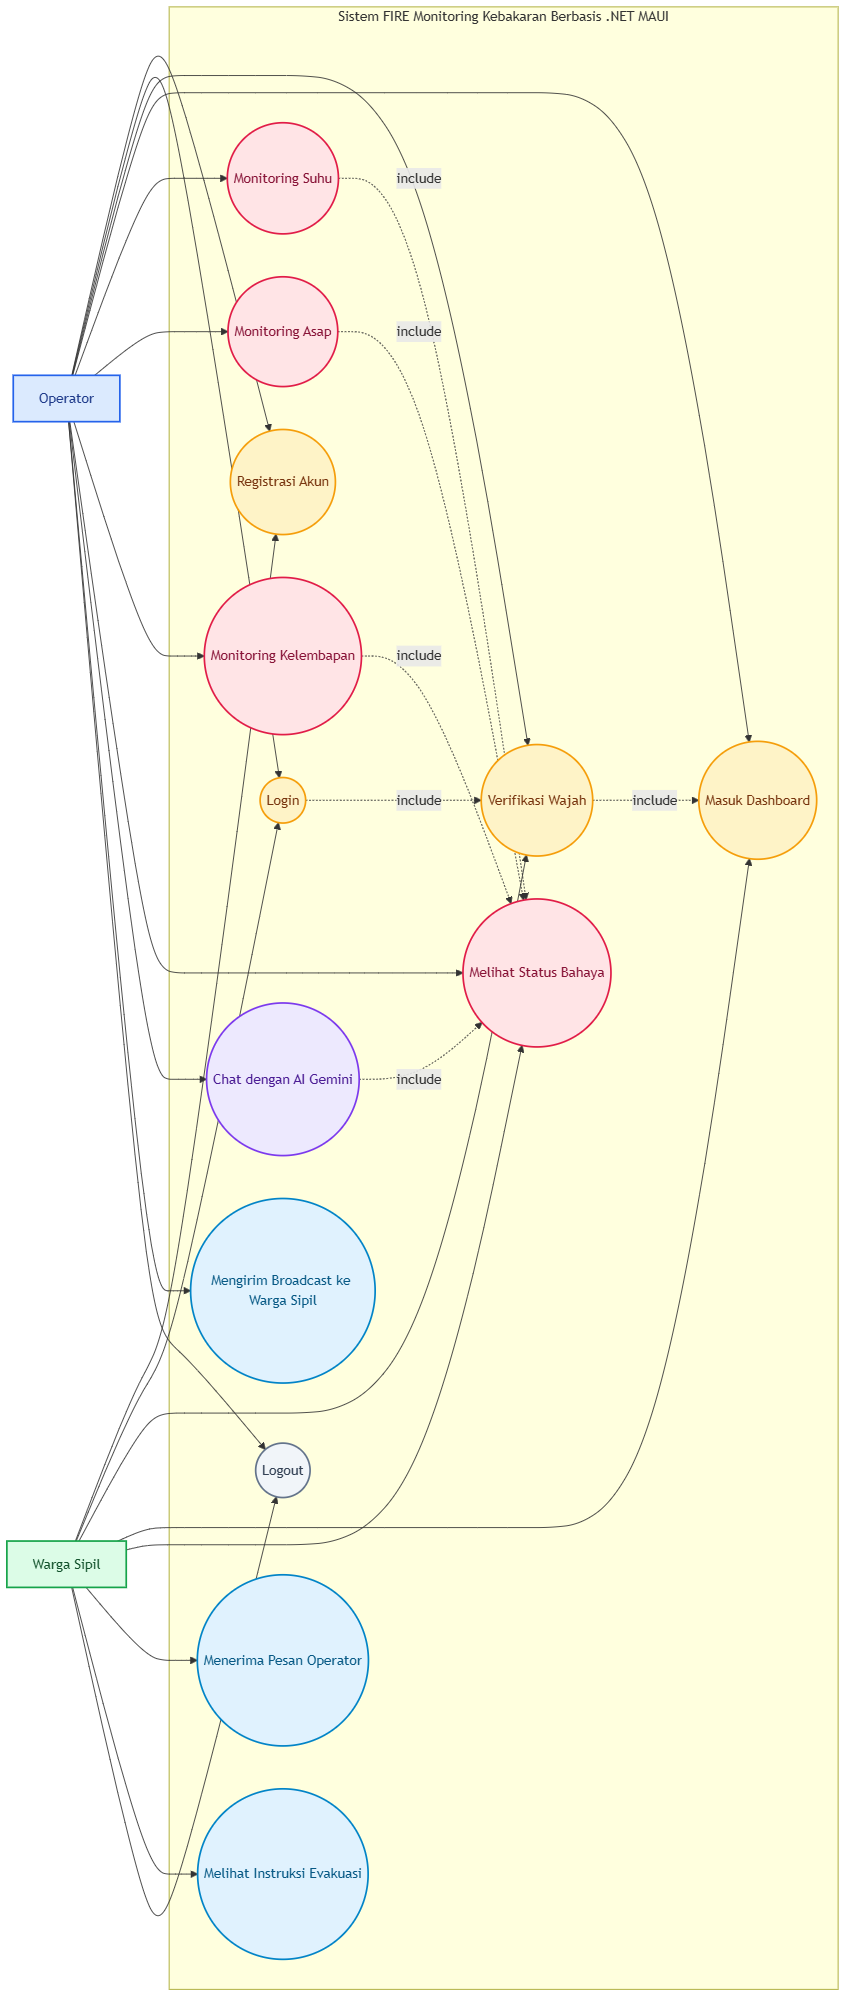 Sistem FIRE Monitoring Kebakaran Berbasis .NET MAUI
Monitoring Suhu
include
Monitoring Asap
include
Operator
Registrasi Akun
Monitoring Kelembapan
include
Login
include
Verifikasi Wajah
include
Masuk Dashboard
Melihat Status Bahaya
Chat dengan AI Gemini
include
Mengirim Broadcast ke
Warga Sipil
Logout
Warga Sipil
Menerima Pesan Operator
Melihat Instruksi Evakuasi